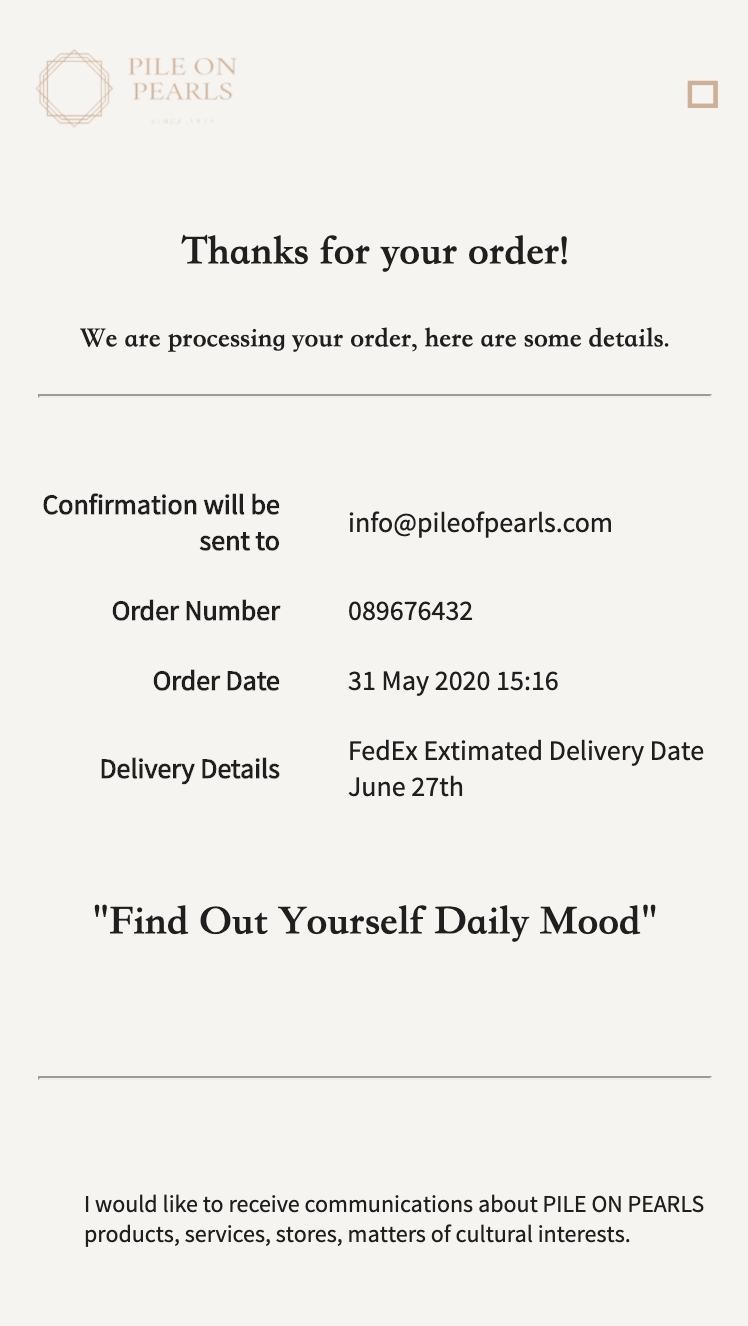 PILE ON
PEARLS
Thanks for your order!
We are processing your order, here are some details.
Confirmation will be
sent to
info@pileofpearls.com
Order Number
089676432
Order Date
31 May 2020 15:16
Delivery Details
FedEx Extimated Delivery Date
June 27th
"Find Out Yourself Daily Mood"
I would like to receive communications about PILE ON PEARLS
products, services, stores, matters of cultural interests.